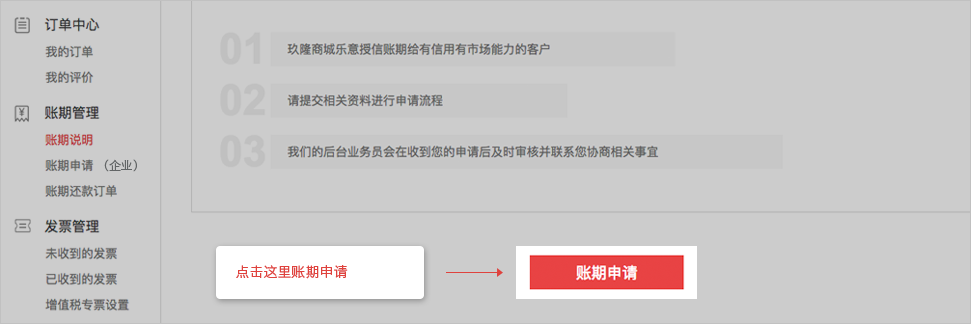 订单中心
我的订单
我的评价
账期管理
账期说明
账期申请 （企业）
账期还款订单
发票管理
未收到的发票
已收到的发票
增值税专票设置
01 玖隆商城乐意授信账期给有信用有市场能力的客户
02 请提交相关资料进行申请流程
03 我们的后台业务员会在收到您的申请后及时审核并联系您协商相关事宜
点击这里账期申请
账期申请